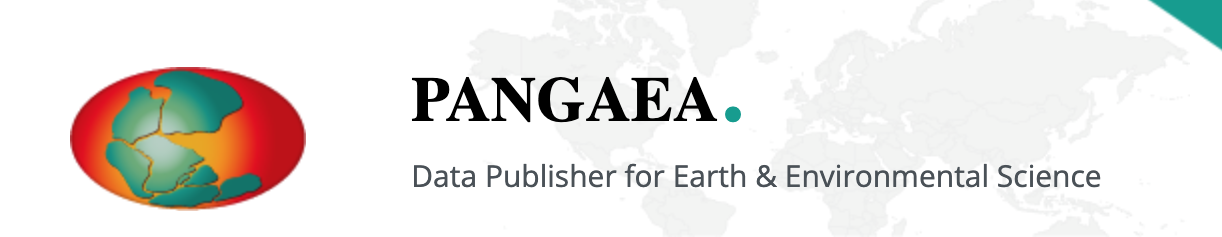 PANGAEA.
Data Publisher for Earth & Environmental Science